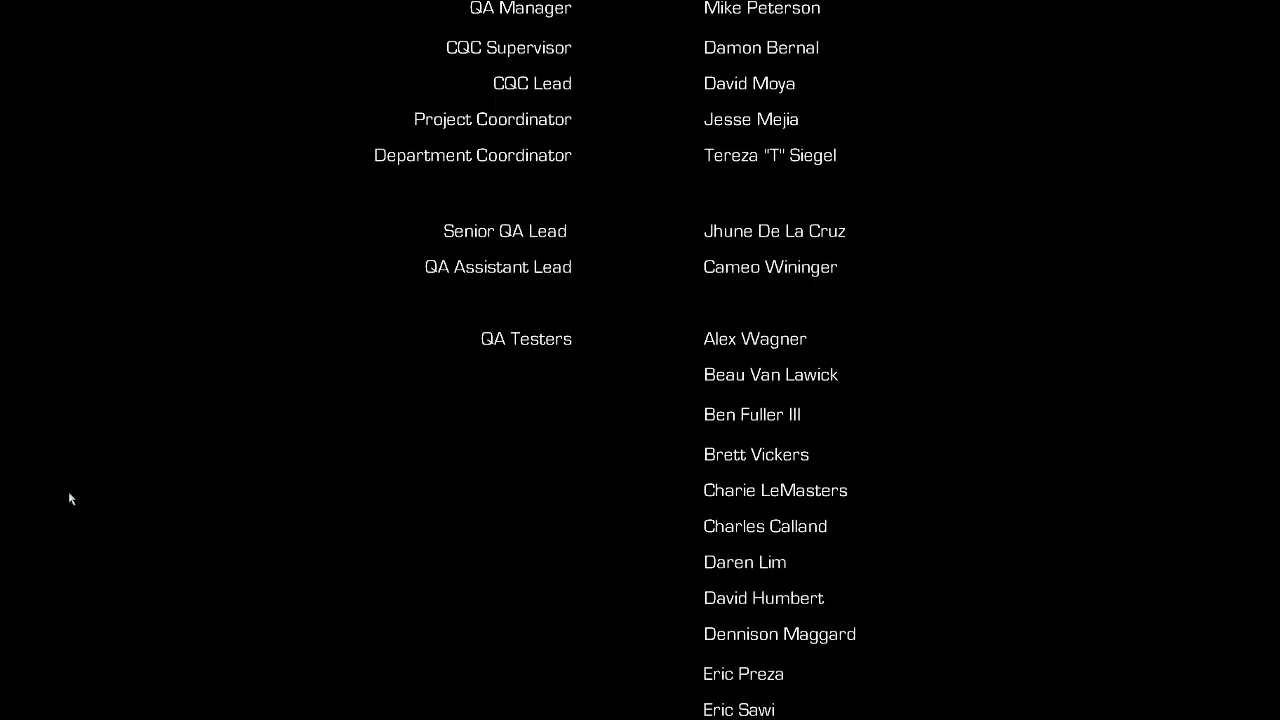 QA Manager Mike Peterson
CQC Supervisor Damon Bernal
CQC Lead David Moya
Project Coordinator Jesse Mejia
Department Coordinator Tereza "T" Siegel
Senior QA Lead Jhune De La Cruz
QA Assistant Lead Cameo Wininger
QA Testers Alex Wagner
Beau Van Lawick
Ben Fuller III
Brett Vickers
Charie LeMasters
Charles Calland
Daren Lim
David Humbert
Dennison Maggard
Eric Preza
Eric Sawi